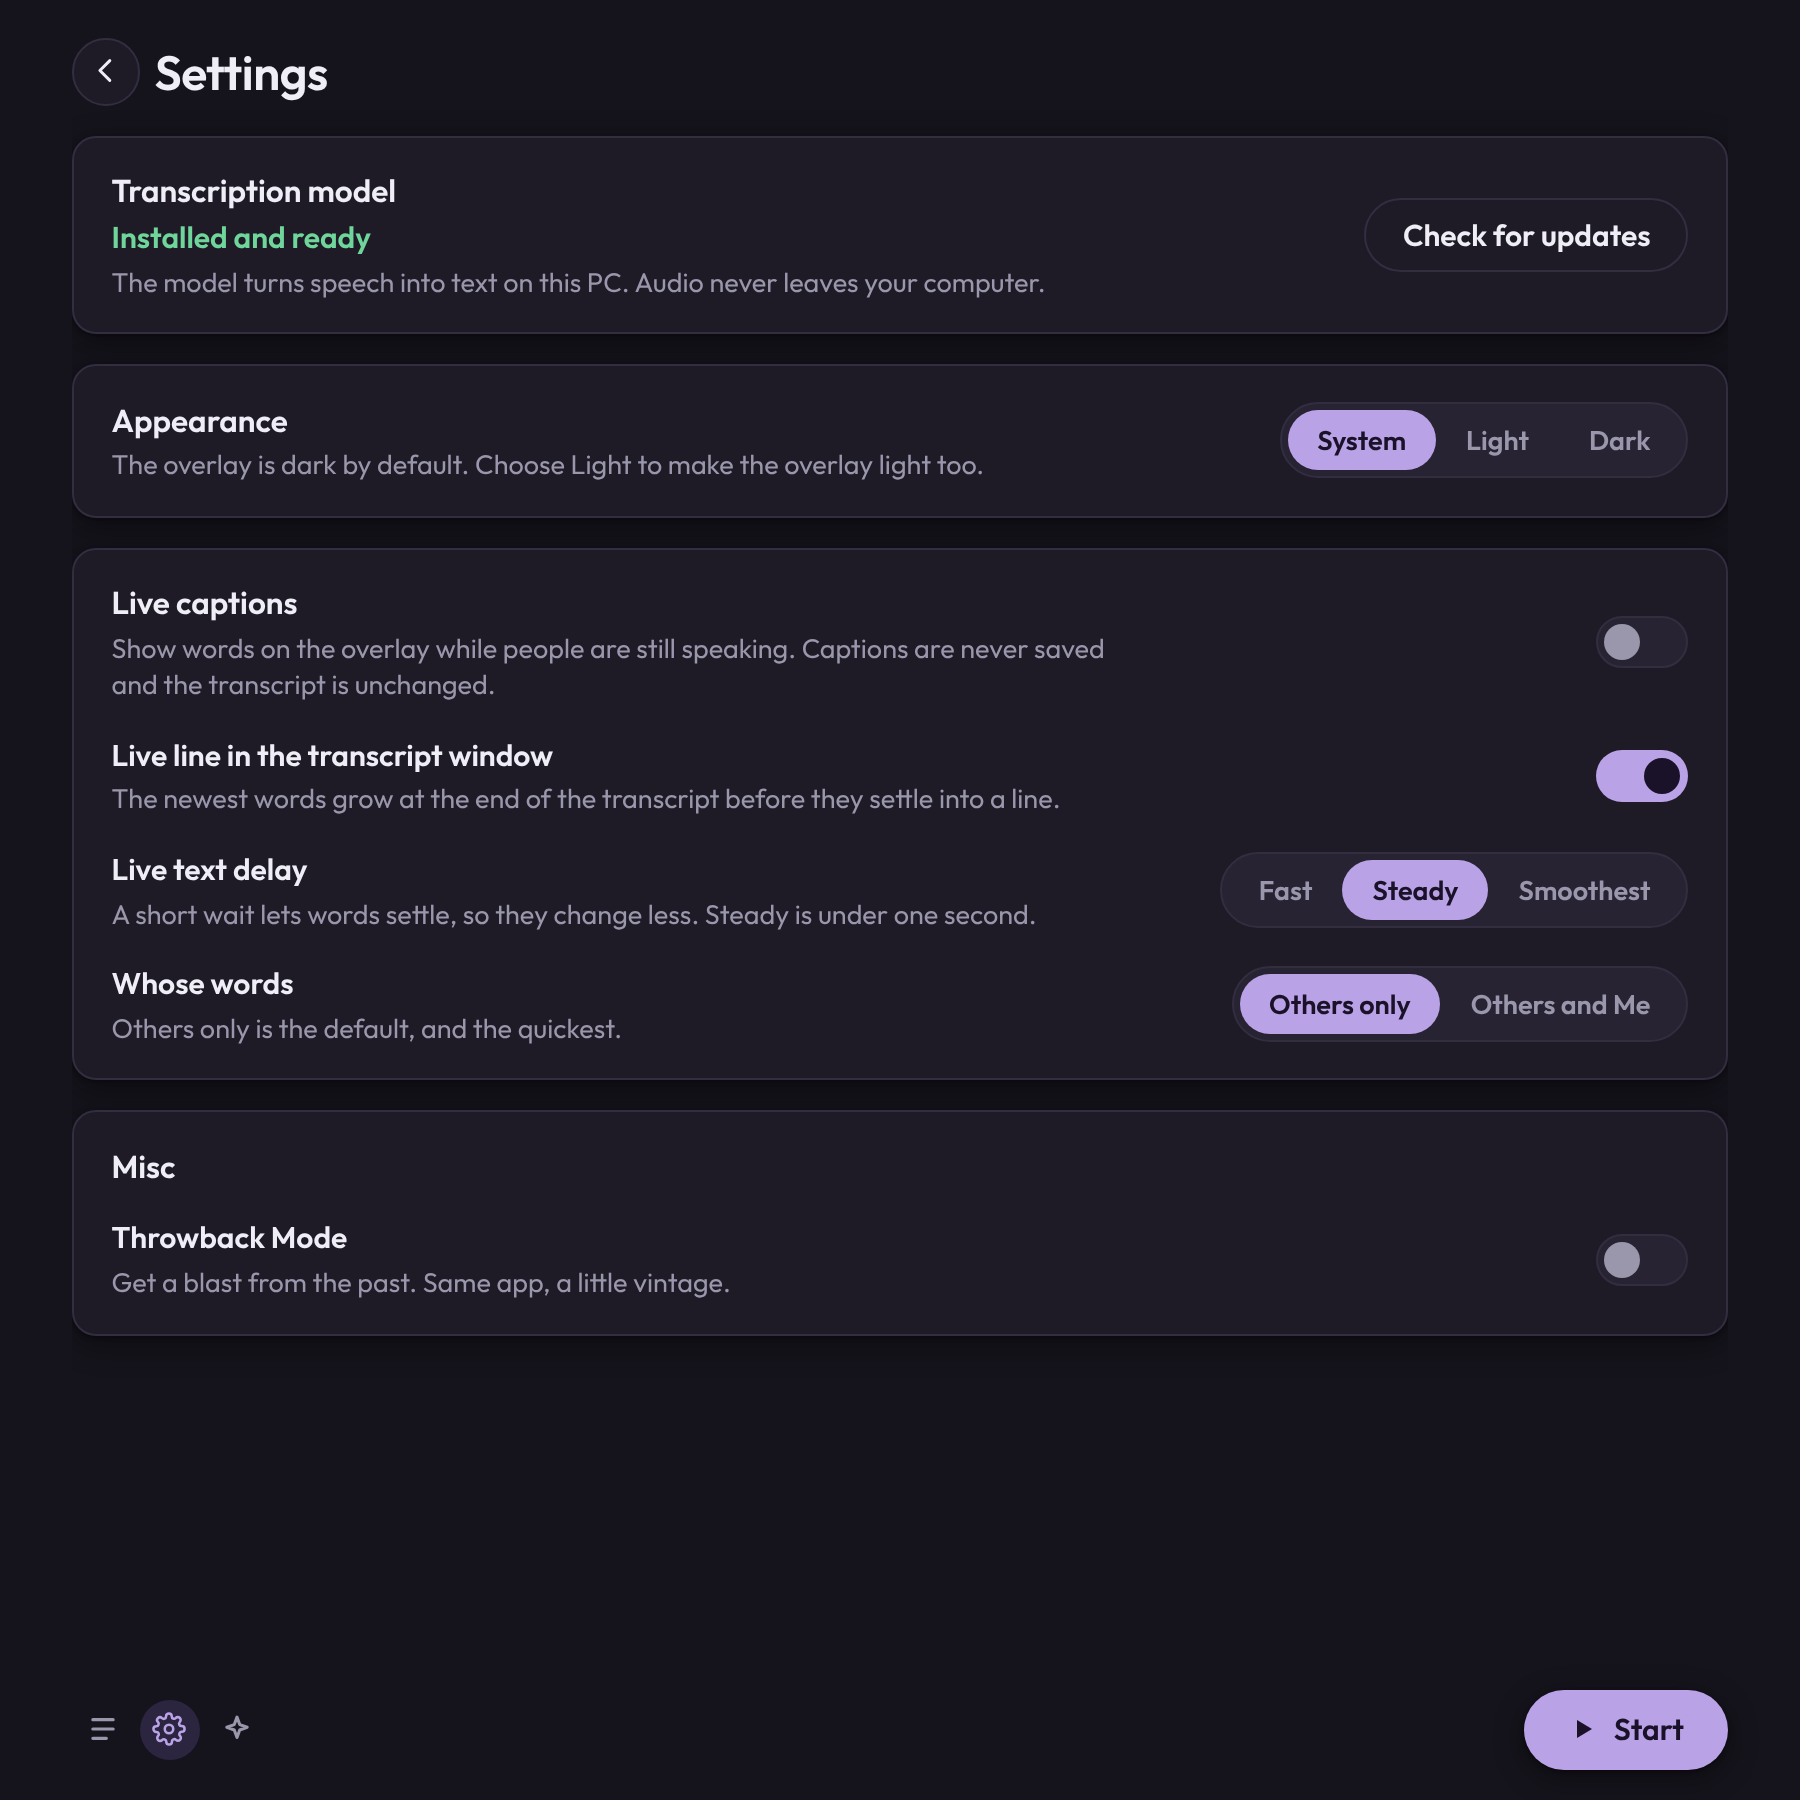 Settings
Transcription model
Installed and ready
The model turns speech into text on this PC. Audio never leaves your computer.
Check for updates
Appearance
The overlay is dark by default. Choose Light to make the overlay light too.
System Light Dark
Live captions
Show words on the overlay while people are still speaking. Captions are never saved
and the transcript is unchanged.
Live line in the transcript window
The newest words grow at the end of the transcript before they settle into a line.
Live text delay
A short wait lets words settle, so they change less. Steady is under one second.
Fast Steady Smoothest
Whose words
Others only is the default, and the quickest.
Others only Others and Me
Misc
Throwback Mode
Get a blast from the past. Same app, a little vintage.
Start